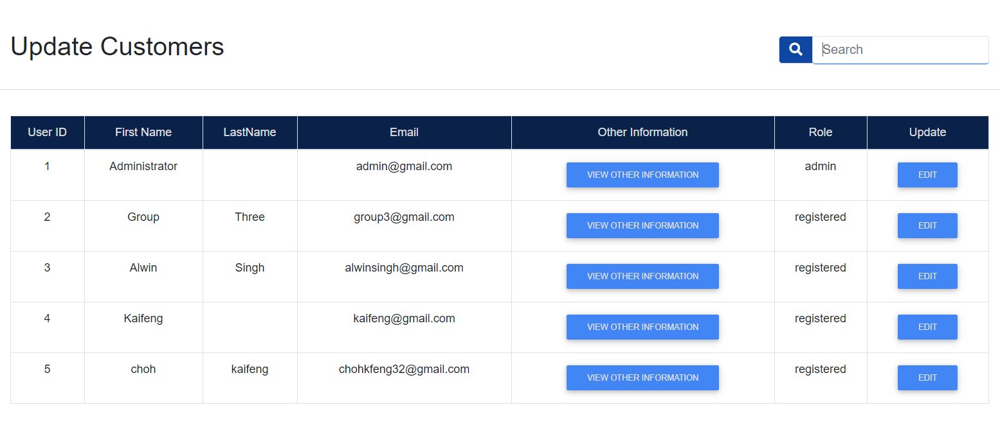 Update Customers
Search
User ID First Name LastName Email Other Information Role Update
1 Administrator admin@gmail.com VIEW OTHER INFORMATION admin EDIT
2 Group Three group3@gmail.com VIEW OTHER INFORMATION registered EDIT
3 Alwin Singh alwinsingh@gmail.com VIEW OTHER INFORMATION registered EDIT
4 Kaifeng kaifeng@gmail.com VIEW OTHER INFORMATION registered EDIT
5 choh kaifeng chohkfeng32@gmail.com VIEW OTHER INFORMATION registered EDIT